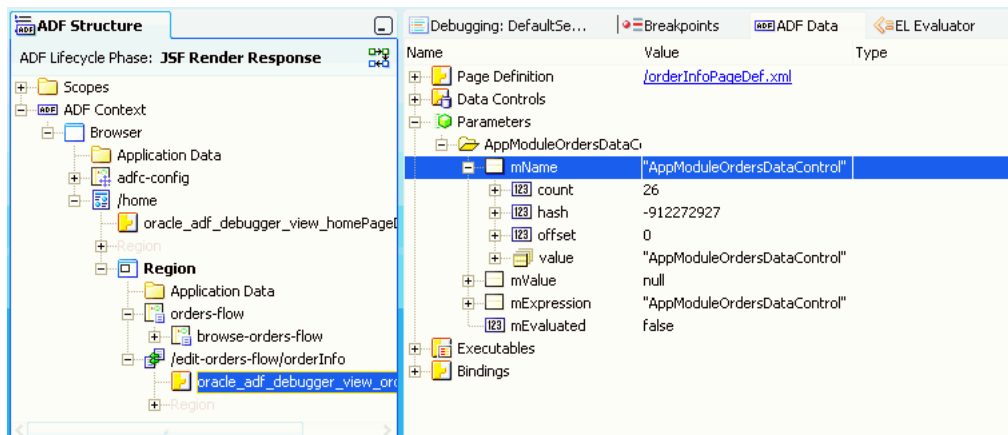 ADF Structure
ADF Lifecycle Phase: JSF Render Response
Scopes
ADF Context
Browser
Application Data
adfc-config
/home
oracle_adf_debugger_view_homePageD
Region
Region
Application Data
orders-flow
browse-orders-flow
/edit-orders-flow/orderInfo
oracle_adf_debugger_view_ord
Region
Debugging: DefaultSe... Breakpoints ADF Data EL Evaluator
Name Value Type
Page Definition /orderInfoPageDef.xml
Data Controls
Parameters
AppModuleOrdersDataCo
mName "AppModuleOrdersDataControl"
count 26
hash -912272927
offset 0
value "AppModuleOrdersDataControl"
mValue null
mExpression "AppModuleOrdersDataControl"
mEvaluated false
Executables
Bindings